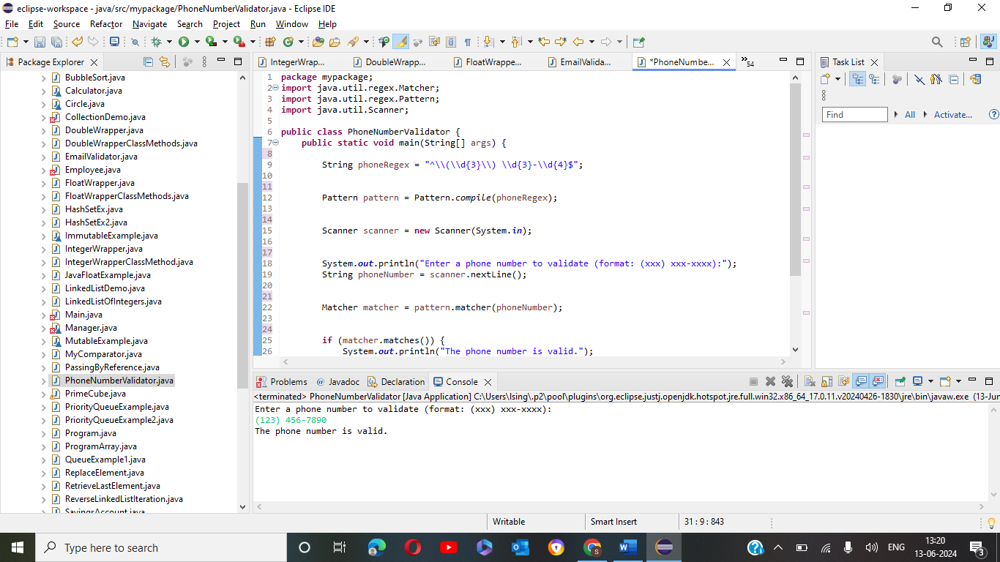 eclipse-workspace - java/src/mypackage/PhoneNumberValidator.java - Eclipse IDE
File Edit Source Refactor Navigate Search Project Run Window Help
Package Explorer
BubbleSort.java
Calculator.java
Circle.java
CollectionDemo.java
DoubleWrapper.java
DoubleWrapperClassMethods.java
EmailValidator.java
Employee.java
FloatWrapper.java
FloatWrapperClassMethods.java
HashSetEx.java
HashSetEx2.java
ImmutableExample.java
IntegerWrapper.java
IntegerWrapperClassMethod.java
JavaFloatExample.java
LinkedListDemo.java
LinkedListOfIntegers.java
Main.java
Manager.java
MutableExample.java
MyComparator.java
PassingByReference.java
PhoneNumberValidator.java
PrimeCube.java
PriorityQueueExample.java
PriorityQueueExample2.java
Program.java
ProgramArray.java
QueueExample1.java
ReplaceElement.java
RetrieveLastElement.java
ReverseLinkedListIteration.java
SavingsAccount.java
IntegerWrap... DoubleWrapp... FloatWrappe... EmailValida... *PhoneNumbe... 54
1 package mypackage;
2 import java.util.regex.Matcher;
3 import java.util.regex.Pattern;
4 import java.util.Scanner;
5
6 public class PhoneNumberValidator {
7 public static void main(String[] args) {
8
9 String phoneRegex = "^\\(\\d{3}\\) \\d{3}-\\d{4}$";
10
11
12 Pattern pattern = Pattern.compile(phoneRegex);
13
14
15 Scanner scanner = new Scanner(System.in);
16
17
18 System.out.println("Enter a phone number to validate (format: (xxx) xxx-xxxx):");
19 String phoneNumber = scanner.nextLine();
20
21
22 Matcher matcher = pattern.matcher(phoneNumber);
23
24
25 if (matcher.matches()) {
26 System.out.println("The phone number is valid.");
Task List
Find All Activate...
Problems Javadoc Declaration Console
<terminated> PhoneNumberValidator [Java Application] C:\Users\lsing\.p2\pool\plugins\org.eclipse.justj.openjdk.hotspot.jre.full.win32.x86_64_17.0.11.v20240426-1830\jre\bin\javaw.exe (13-Jun
Enter a phone number to validate (format: (xxx) xxx-xxxx):
(123) 456-7890
The phone number is valid.
Writable Smart Insert 31 : 9 : 843
Type here to search
ENG
13:20
13-06-2024
3